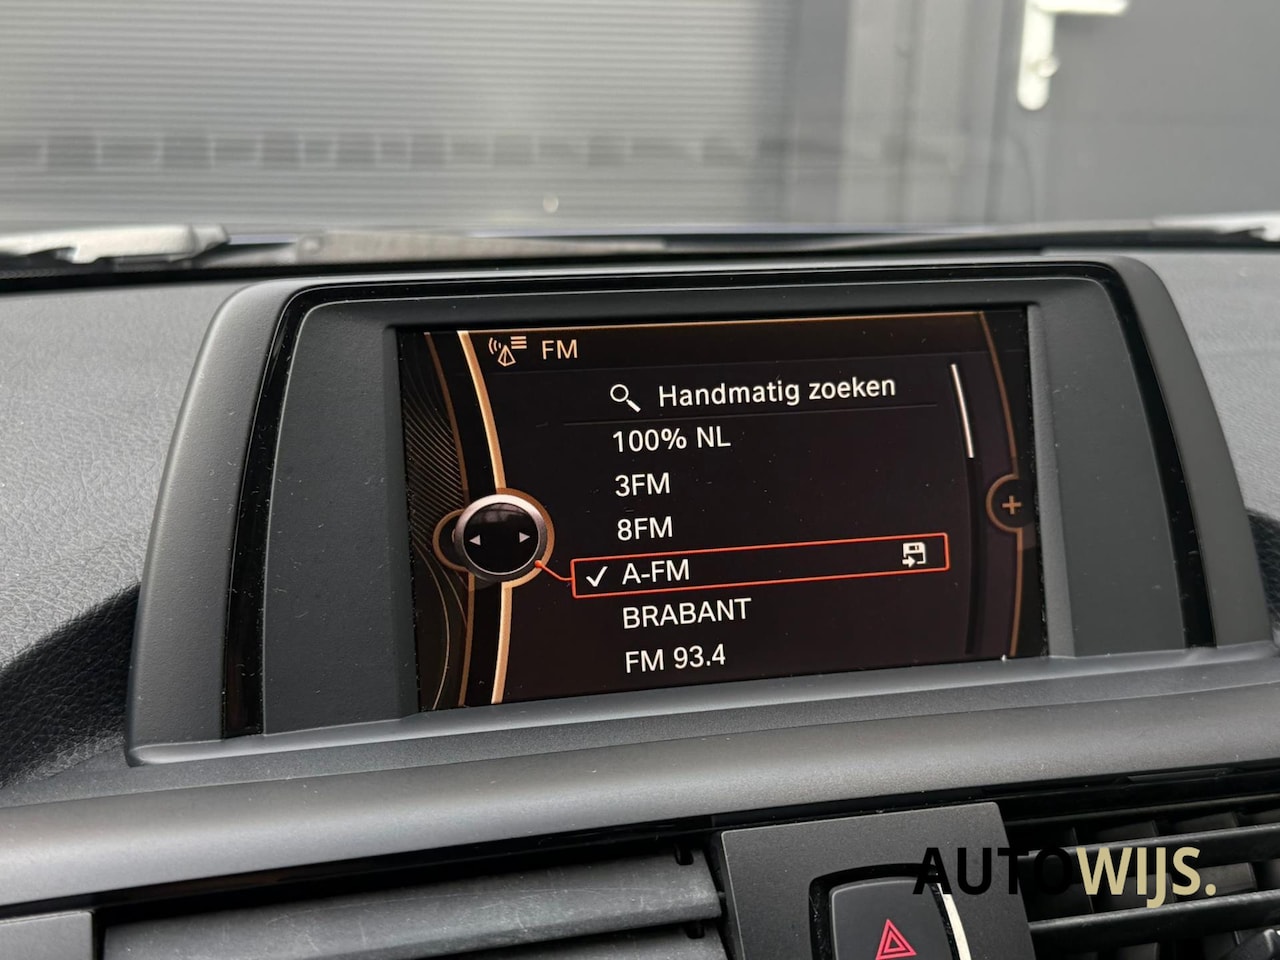 FM
Handmatig zoeken
100% NL
3FM
8FM
A-FM
BRABANT
FM 93.4
AUTOWIJS.